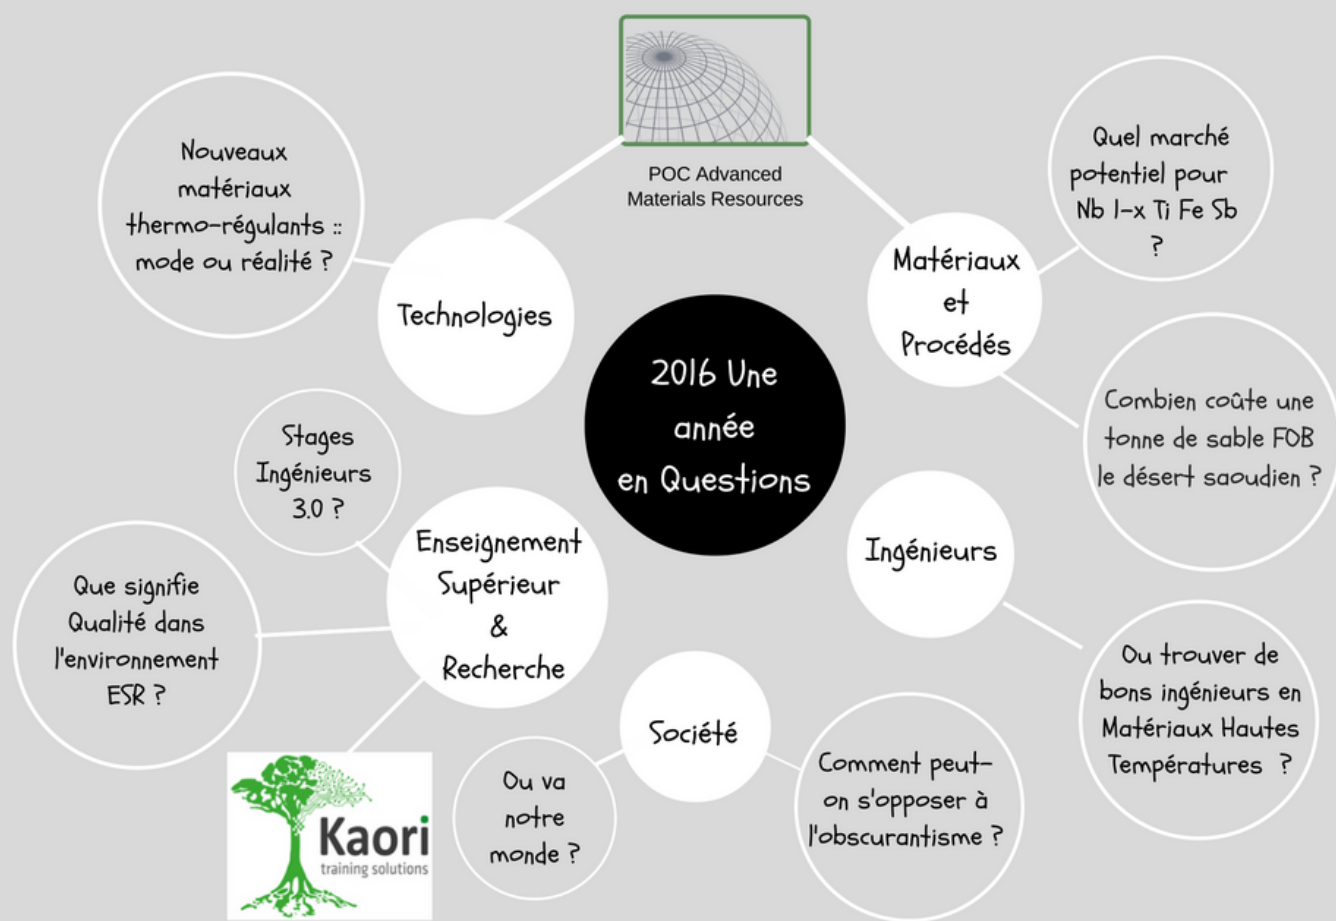 POC Advanced
Materials Resources
Nouveaux
matériaux
thermo-régulants ::
mode ou réalité ?
Technologies
Matériaux
et
Procédés
Quel marché
potentiel pour
Nb 1-x Ti Fe Sb
?
2016 Une
année
en Questions
Combien coûte une
tonne de sable FOB
le désert saoudien ?
Stages
Ingénieurs
3.0 ?
Enseignement
Supérieur
&
Recherche
Ingénieurs
Que signifie
Qualité dans
l'environnement
ESR ?
Ou trouver de
bons ingénieurs en
Matériaux Hautes
Températures ?
Société
Ou va
notre
monde ?
Comment peut-
on s'opposer à
l'obscurantisme ?
Kaori
training solutions